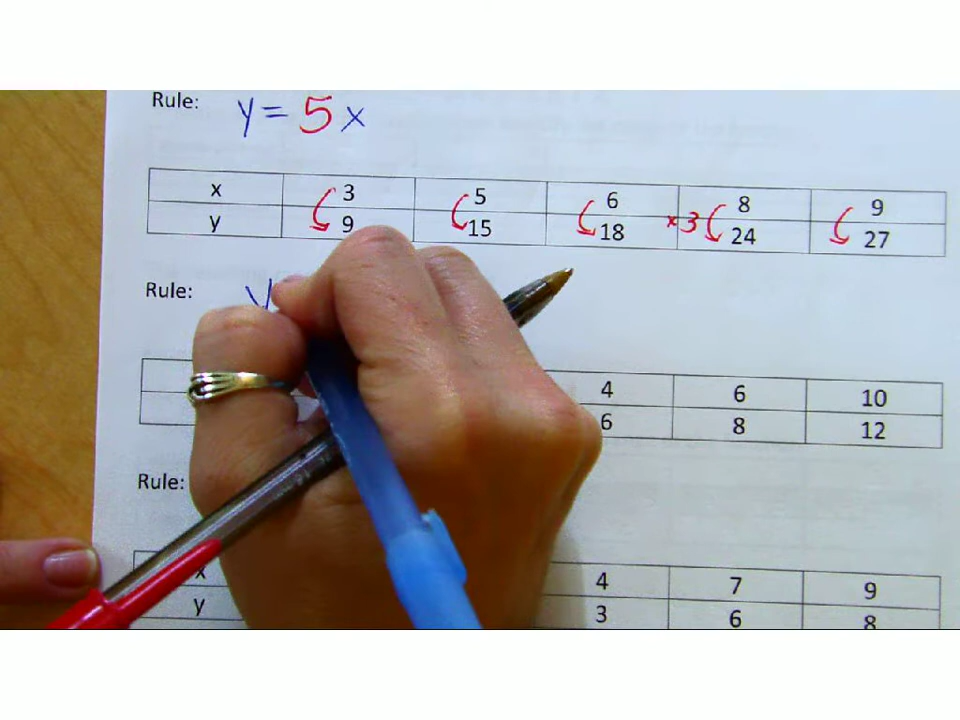 Rule: y = 5x
x 3 5 6 8 9
y 9 15 18 ×3 24 27
Rule: y
4 6 10
6 8 12
Rule:
x 4 7 9
y 3 6 8